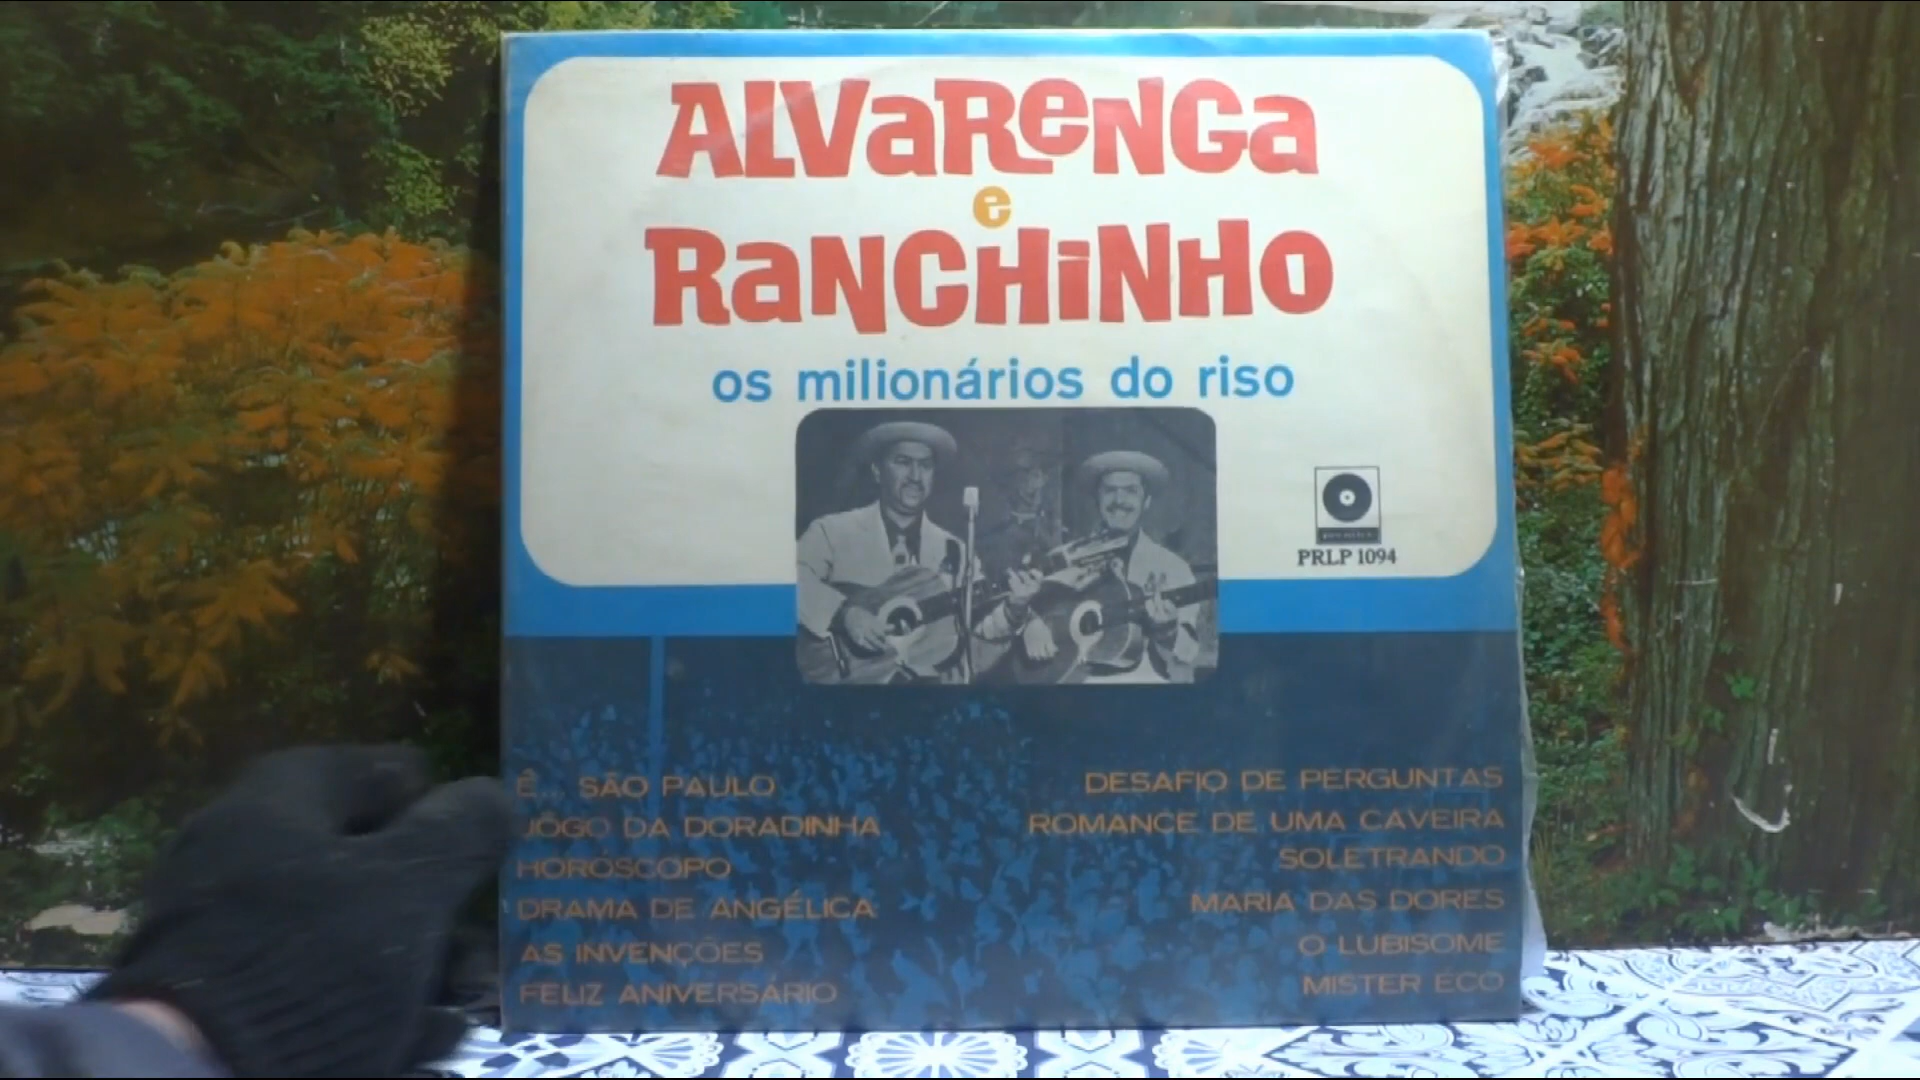 ALVARENGA
e
RANCHINHO
os milionários do riso
PRLP 1094
Ê... SÃO PAULO
JÔGO DA DORADINHA
HORÓSCOPO
DRAMA DE ANGÉLICA
AS INVENÇÕES
FELIZ ANIVERSÁRIO
DESAFIO DE PERGUNTAS
ROMANCE DE UMA CAVEIRA
SOLETRANDO
MARIA DAS DORES
O LUBISOME
MISTER ÉCO